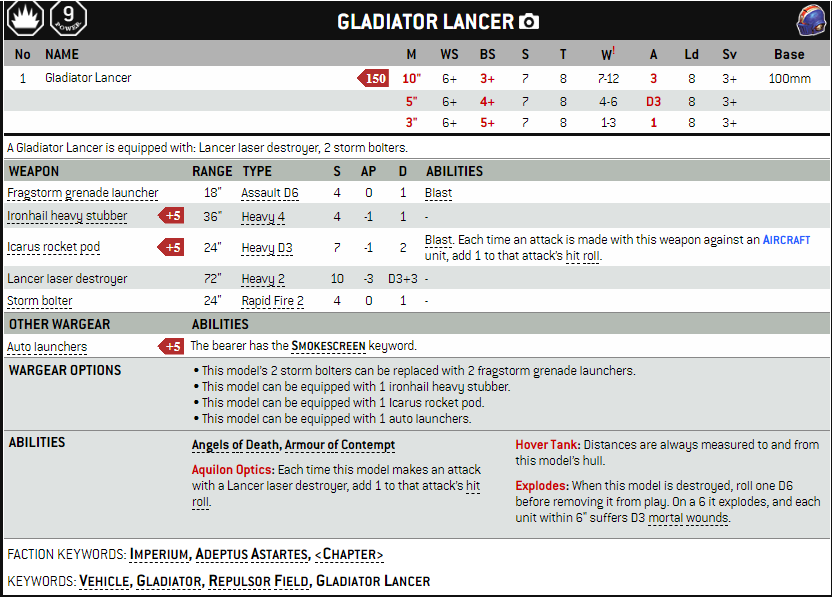 9
POWER
GLADIATOR LANCER
No NAME M WS BS S T W! A Ld Sv Base
1 Gladiator Lancer 150 10" 6+ 3+ 7 8 7-12 3 8 3+ 100mm
5" 6+ 4+ 7 8 4-6 D3 8 3+
3" 6+ 5+ 7 8 1-3 1 8 3+
A Gladiator Lancer is equipped with: Lancer laser destroyer, 2 storm bolters.
WEAPON RANGE TYPE S AP D ABILITIES
Fragstorm grenade launcher 18" Assault D6 4 0 1 Blast
Ironhail heavy stubber +5 36" Heavy 4 4 -1 1 -
Icarus rocket pod +5 24" Heavy D3 7 -1 2 Blast. Each time an attack is made with this weapon against an AIRCRAFT
unit, add 1 to that attack's hit roll.
Lancer laser destroyer 72" Heavy 2 10 -3 D3+3 -
Storm bolter 24" Rapid Fire 2 4 0 1 -
OTHER WARGEAR ABILITIES
Auto launchers +5 The bearer has the SMOKESCREEN keyword.
WARGEAR OPTIONS • This model's 2 storm bolters can be replaced with 2 fragstorm grenade launchers.
• This model can be equipped with 1 ironhail heavy stubber.
• This model can be equipped with 1 Icarus rocket pod.
• This model can be equipped with 1 auto launchers.
ABILITIES
Angels of Death, Armour of Contempt
Aquilon Optics: Each time this model makes an attack
with a Lancer laser destroyer, add 1 to that attack's hit
roll.
Hover Tank: Distances are always measured to and from
this model's hull.
Explodes: When this model is destroyed, roll one D6
before removing it from play. On a 6 it explodes, and each
unit within 6" suffers D3 mortal wounds.
FACTION KEYWORDS: IMPERIUM, ADEPTUS ASTARTES, <CHAPTER>
KEYWORDS: VEHICLE, GLADIATOR, REPULSOR FIELD, GLADIATOR LANCER